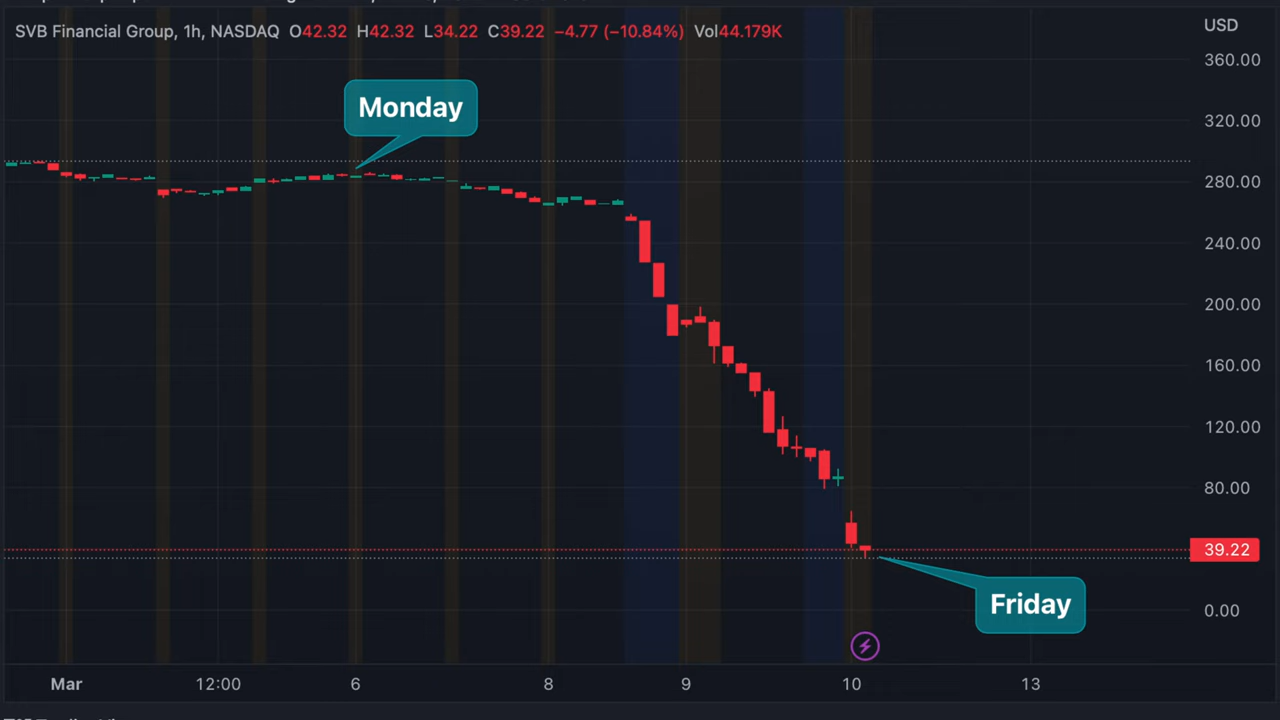 SVB Financial Group, 1h, NASDAQ O42.32 H42.32 L34.22 C39.22 −4.77 (−10.84%) Vol44.179K
USD
360.00
Monday
320.00
280.00
240.00
200.00
160.00
120.00
80.00
39.22
Friday
0.00
Mar 12:00 6 8 9 10 13